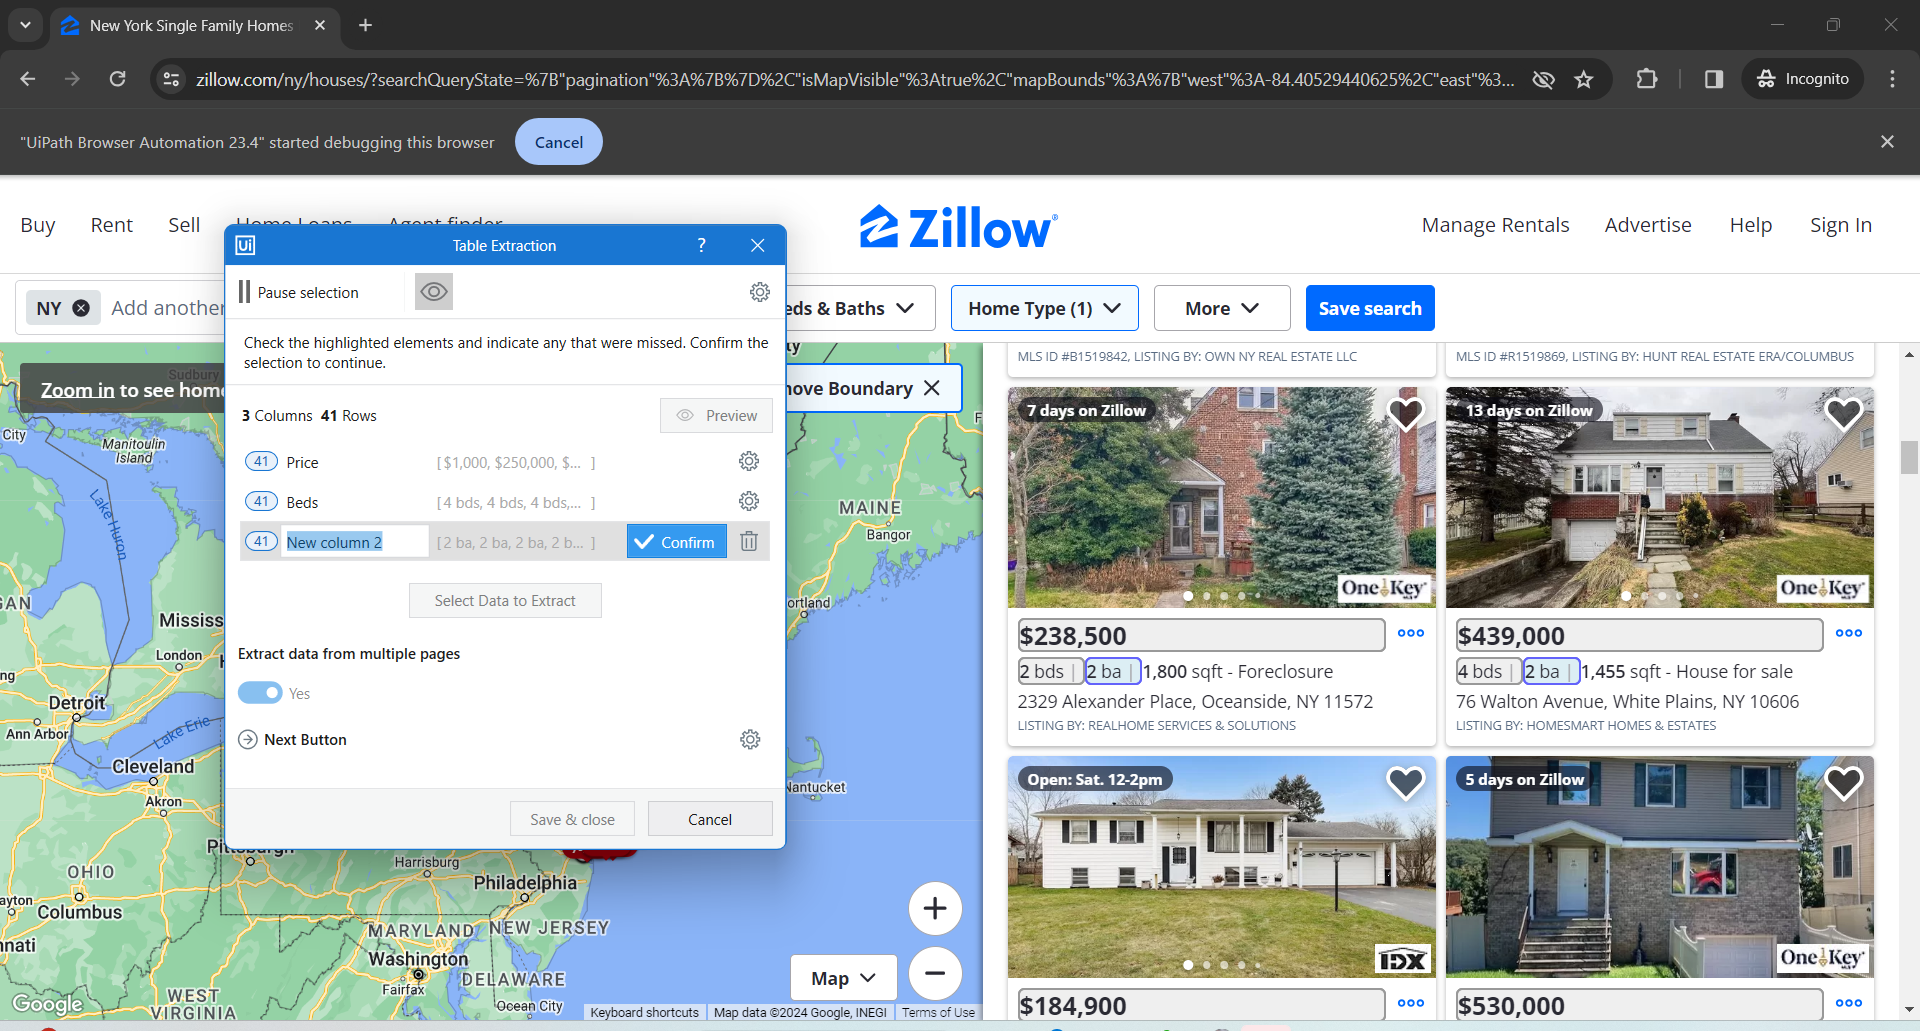 New York Single Family Homes
zillow.com/ny/houses/?searchQueryState=%7B"pagination"%3A%7B%7D%2C"isMapVisible"%3Atrue%2C"mapBounds"%3A%7B"west"%3A-84.40529440625%2C"east"%3...
Incognito
"UiPath Browser Automation 23.4" started debugging this browser
Cancel
Buy
Rent
Sell
Home Loans
Agent finder
Zillow
Manage Rentals
Advertise
Help
Sign In
NY
Add another
eds & Baths
Home Type (1)
More
Save search
Ui
Table Extraction
?
Pause selection
Check the highlighted elements and indicate any that were missed. Confirm the
selection to continue.
3 Columns 41 Rows
Preview
41 Price [ $1,000, $250,000, $... ]
41 Beds [ 4 bds, 4 bds, 4 bds,... ]
41 New column 2 [ 2 ba, 2 ba, 2 ba, 2 b... ]
Confirm
Select Data to Extract
Extract data from multiple pages
Yes
Next Button
Save & close
Cancel
Zoom in to see home
Sudbury
move Boundary
City
Manitoulin
Island
Lake Huron
MAINE
Bangor
ortland
GAN
Mississ
London
ng
Detroit
Ann Arbor
Lake Erie
Cleveland
Akron
Nantucket
Pittsburgh
OHIO
Harrisburg
Philadelphia
ayton
Columbus
nnati
MARYLAND
NEW JERSEY
Washington
DELAWARE
Fairfax
WEST
VIRGINIA
Ocean City
Google
Map
Keyboard shortcuts
Map data ©2024 Google, INEGI
Terms of Use
MLS ID #B1519842, LISTING BY: OWN NY REAL ESTATE LLC
MLS ID #R1519869, LISTING BY: HUNT REAL ESTATE ERA/COLUMBUS
7 days on Zillow
OneKey
$238,500
2 bds | 2 ba | 1,800 sqft - Foreclosure
2329 Alexander Place, Oceanside, NY 11572
LISTING BY: REALHOME SERVICES & SOLUTIONS
13 days on Zillow
OneKey
$439,000
4 bds | 2 ba | 1,455 sqft - House for sale
76 Walton Avenue, White Plains, NY 10606
LISTING BY: HOMESMART HOMES & ESTATES
Open: Sat. 12-2pm
IDX
$184,900
5 days on Zillow
OneKey
$530,000